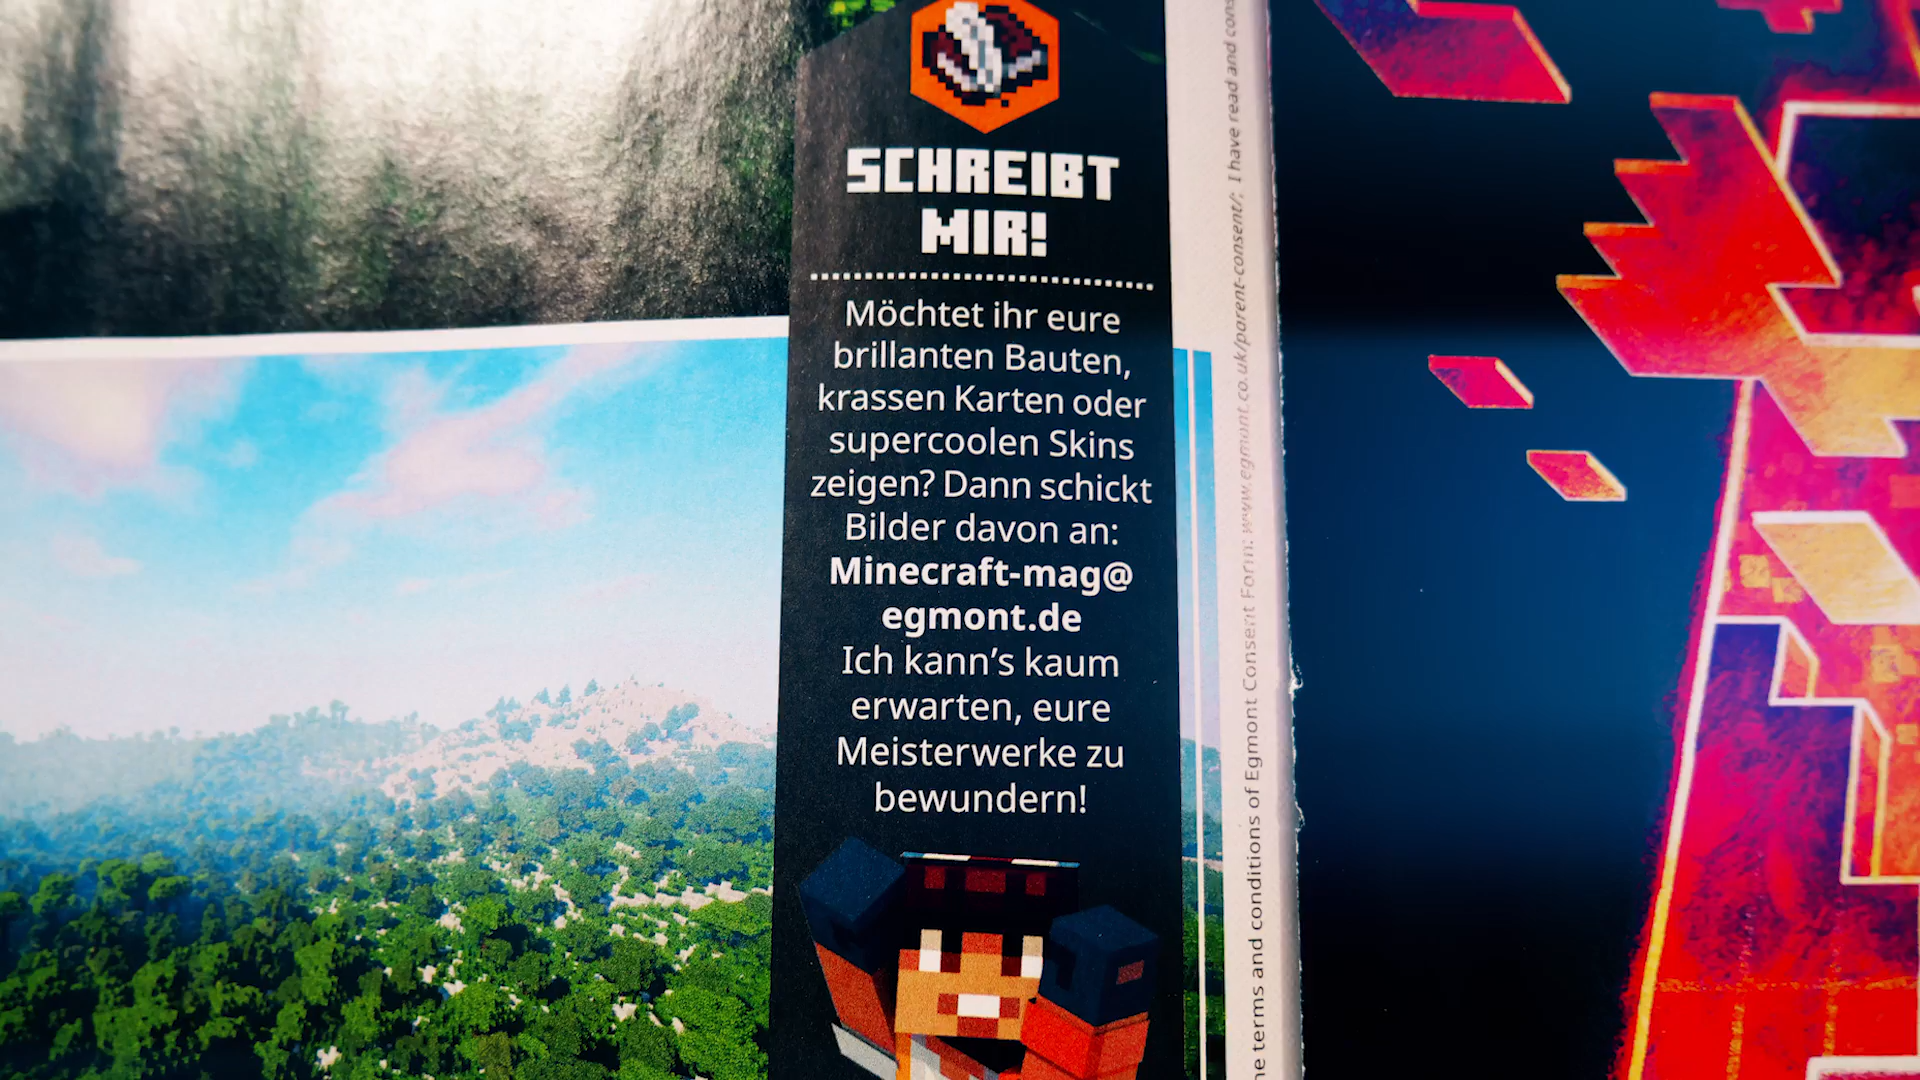 SCHREIBT
MIR!
Möchtet ihr eure
brillanten Bauten,
krassen Karten oder
supercoolen Skins
zeigen? Dann schickt
Bilder davon an:
Minecraft-mag@
egmont.de
Ich kann’s kaum
erwarten, eure
Meisterwerke zu
bewundern!
terms and conditions of Egmont Consent Form: www.egmont.co.uk/parent-consent/; I have read and